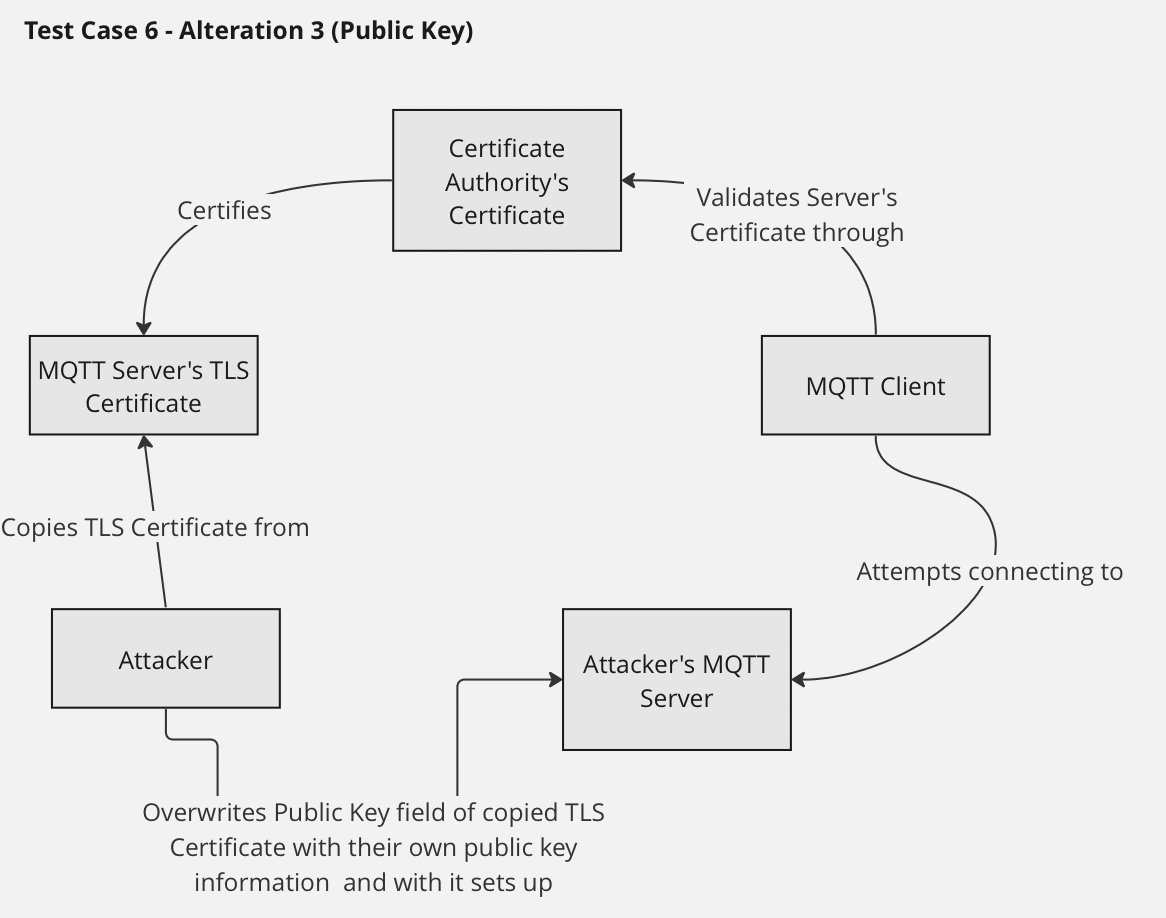 Test Case 6 - Alteration 3 (Public Key)
Certificate
Authority's
Certificate
Certifies
Validates Server's
Certificate through
MQTT Server's TLS
Certificate
MQTT Client
Copies TLS Certificate from
Attempts connecting to
Attacker
Attacker's MQTT
Server
Overwrites Public Key field of copied TLS
Certificate with their own public key
information  and with it sets up